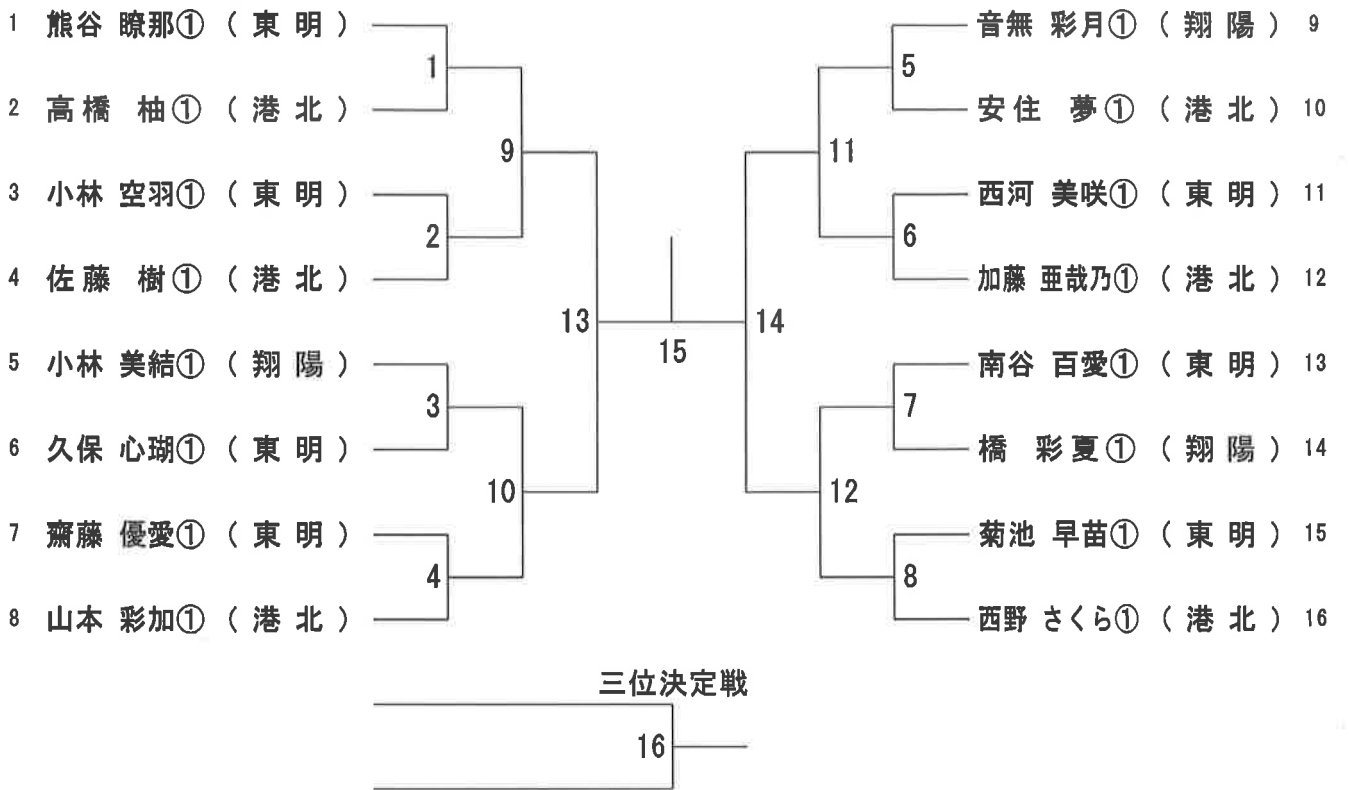 1 熊谷 瞭那① ( 東 明 )
1
2 高橋 柚① ( 港 北 )
9
3 小林 空羽① ( 東 明 )
2
4 佐藤 樹① ( 港 北 )
13
5 小林 美結① ( 翔 陽 )
3
6 久保 心瑚① ( 東 明 )
10
7 齋藤 優愛① ( 東 明 )
4
8 山本 彩加① ( 港 北 )
15
音無 彩月① ( 翔 陽 ) 9
5
安住 夢① ( 港 北 ) 10
11
西河 美咲① ( 東 明 ) 11
6
加藤 亜哉乃① ( 港 北 ) 12
14
南谷 百愛① ( 東 明 ) 13
7
橋 彩夏① ( 翔 陽 ) 14
12
菊池 早苗① ( 東 明 ) 15
8
西野 さくら① ( 港 北 ) 16
三位決定戦
16